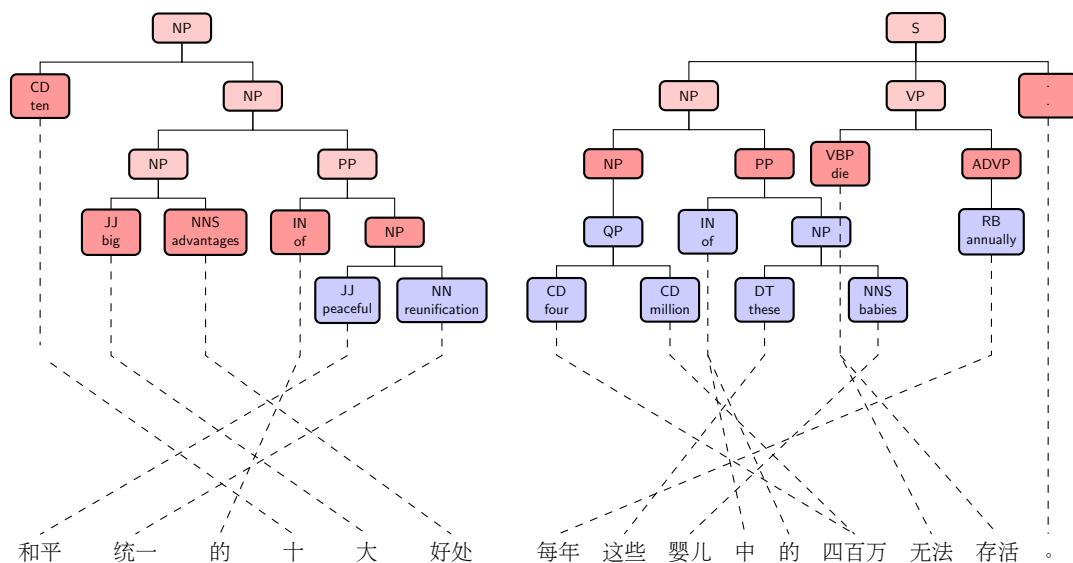 NP
CD
ten
NP
NP
PP
JJ
big
NNS
advantages
IN
of
NP
JJ
peaceful
NN
reunification
和平 统一 的 十 大 好处
S
NP
VP
.
.
NP
PP
VBP
die
ADVP
QP
IN
of
NP
RB
annually
CD
four
CD
million
DT
these
NNS
babies
每年 这些 婴儿 中 的 四百万 无法 存活 。